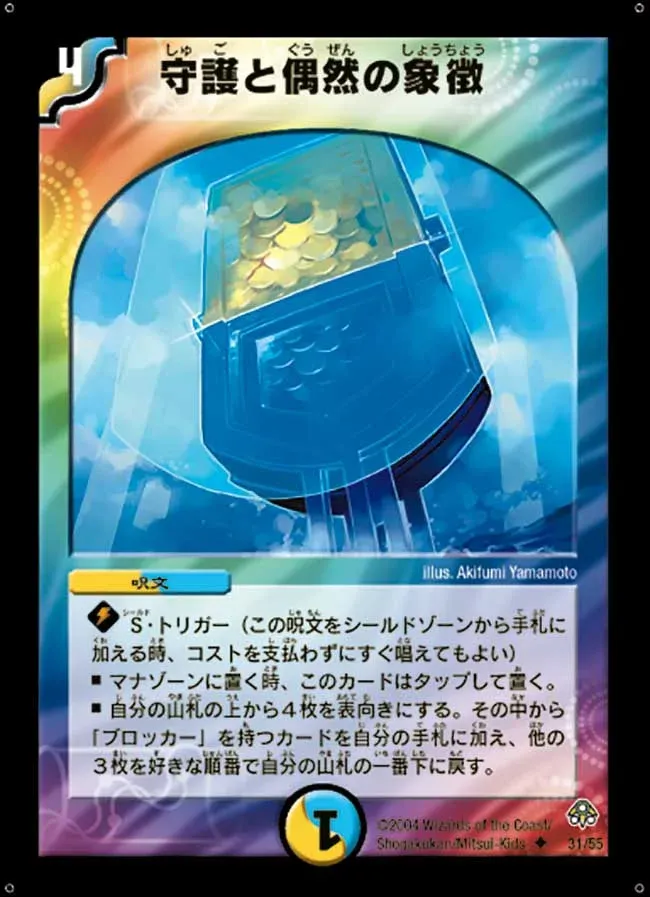 4
守護と偶然の象徴
しゅ ご ぐう ぜん しょうちょう
illus. Akifumi Yamamoto
呪文
S・トリガー（この呪文をシールドゾーンから手札に
加える時、コストを支払わずにすぐ唱えてもよい）
■ マナゾーンに置く時、このカードはタップして置く。
■ 自分の山札の上から４枚を表向きにする。その中から
「ブロッカー」を持つカードを自分の手札に加え、他の
３枚を好きな順番で自分の山札の一番下に戻す。
1
©2004 Wizards of the Coast/
Shogakukan/Mitsui-Kids ◆ 31/55